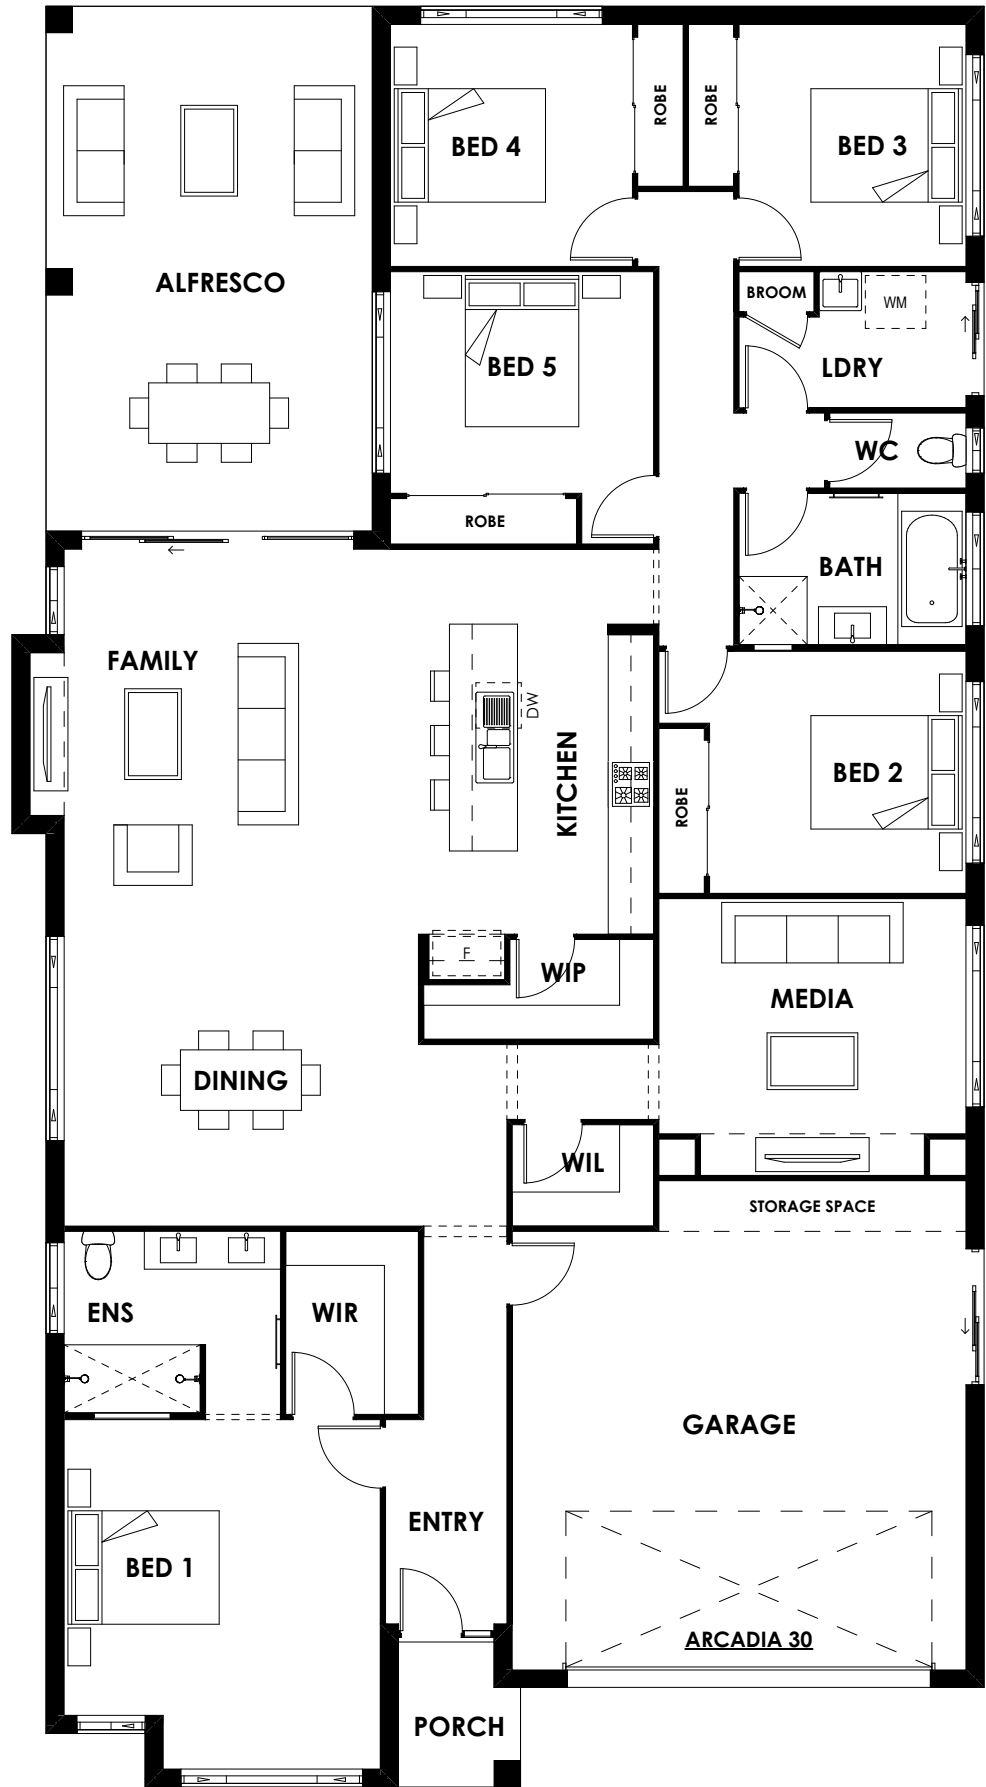 BED 4
ROBE
ROBE
BED 3
ALFRESCO
BROOM
WM
BED 5
LDRY
WC
ROBE
BATH
FAMILY
DW
KITCHEN
BED 2
ROBE
F
WIP
MEDIA
DINING
WIL
STORAGE SPACE
ENS
WIR
GARAGE
ENTRY
BED 1
ARCADIA 30
PORCH